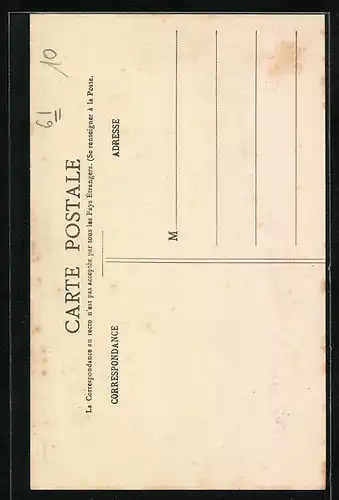 61
10
CARTE POSTALE
La Correspondance au recto n'est pas acceptée par tous les Pays Étrangers. (Se renseigner à la Poste.
CORRESPONDANCE
ADRESSE
M